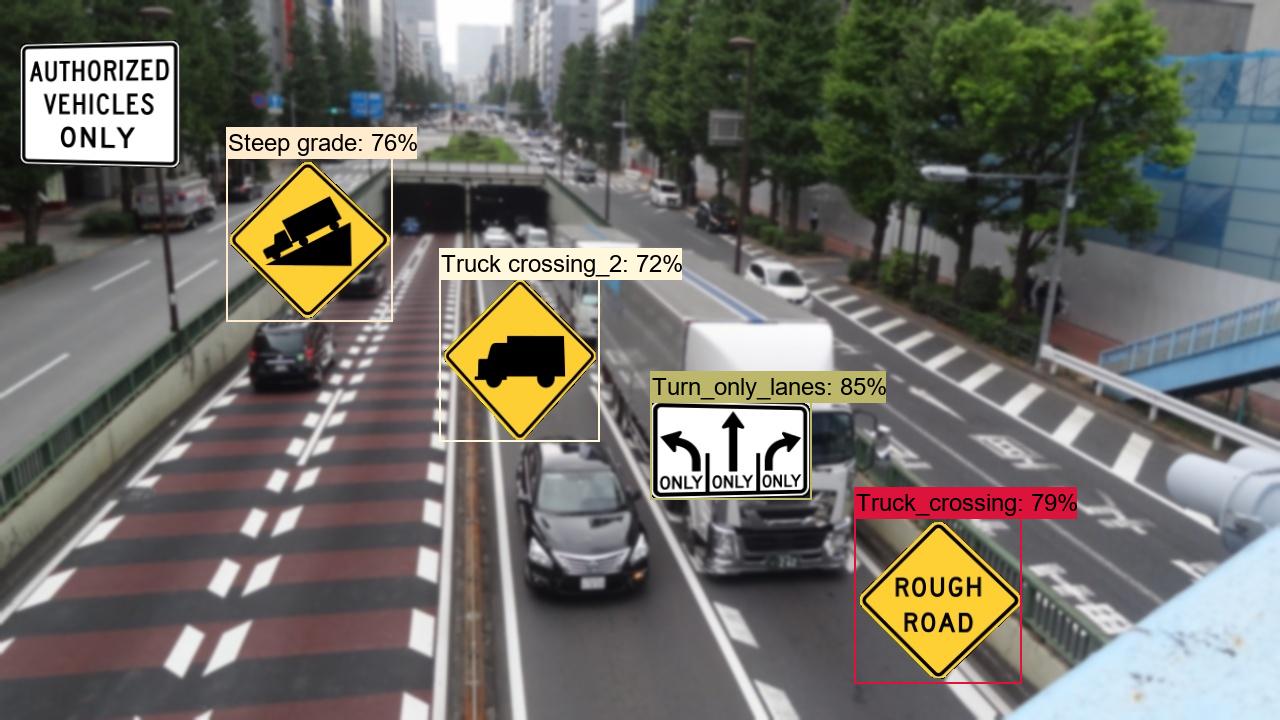 AUTHORIZED
VEHICLES
ONLY
Steep grade: 76%
Truck crossing_2: 72%
Turn_only_lanes: 85%
ONLY ONLY ONLY
Truck_crossing: 79%
ROUGH
ROAD